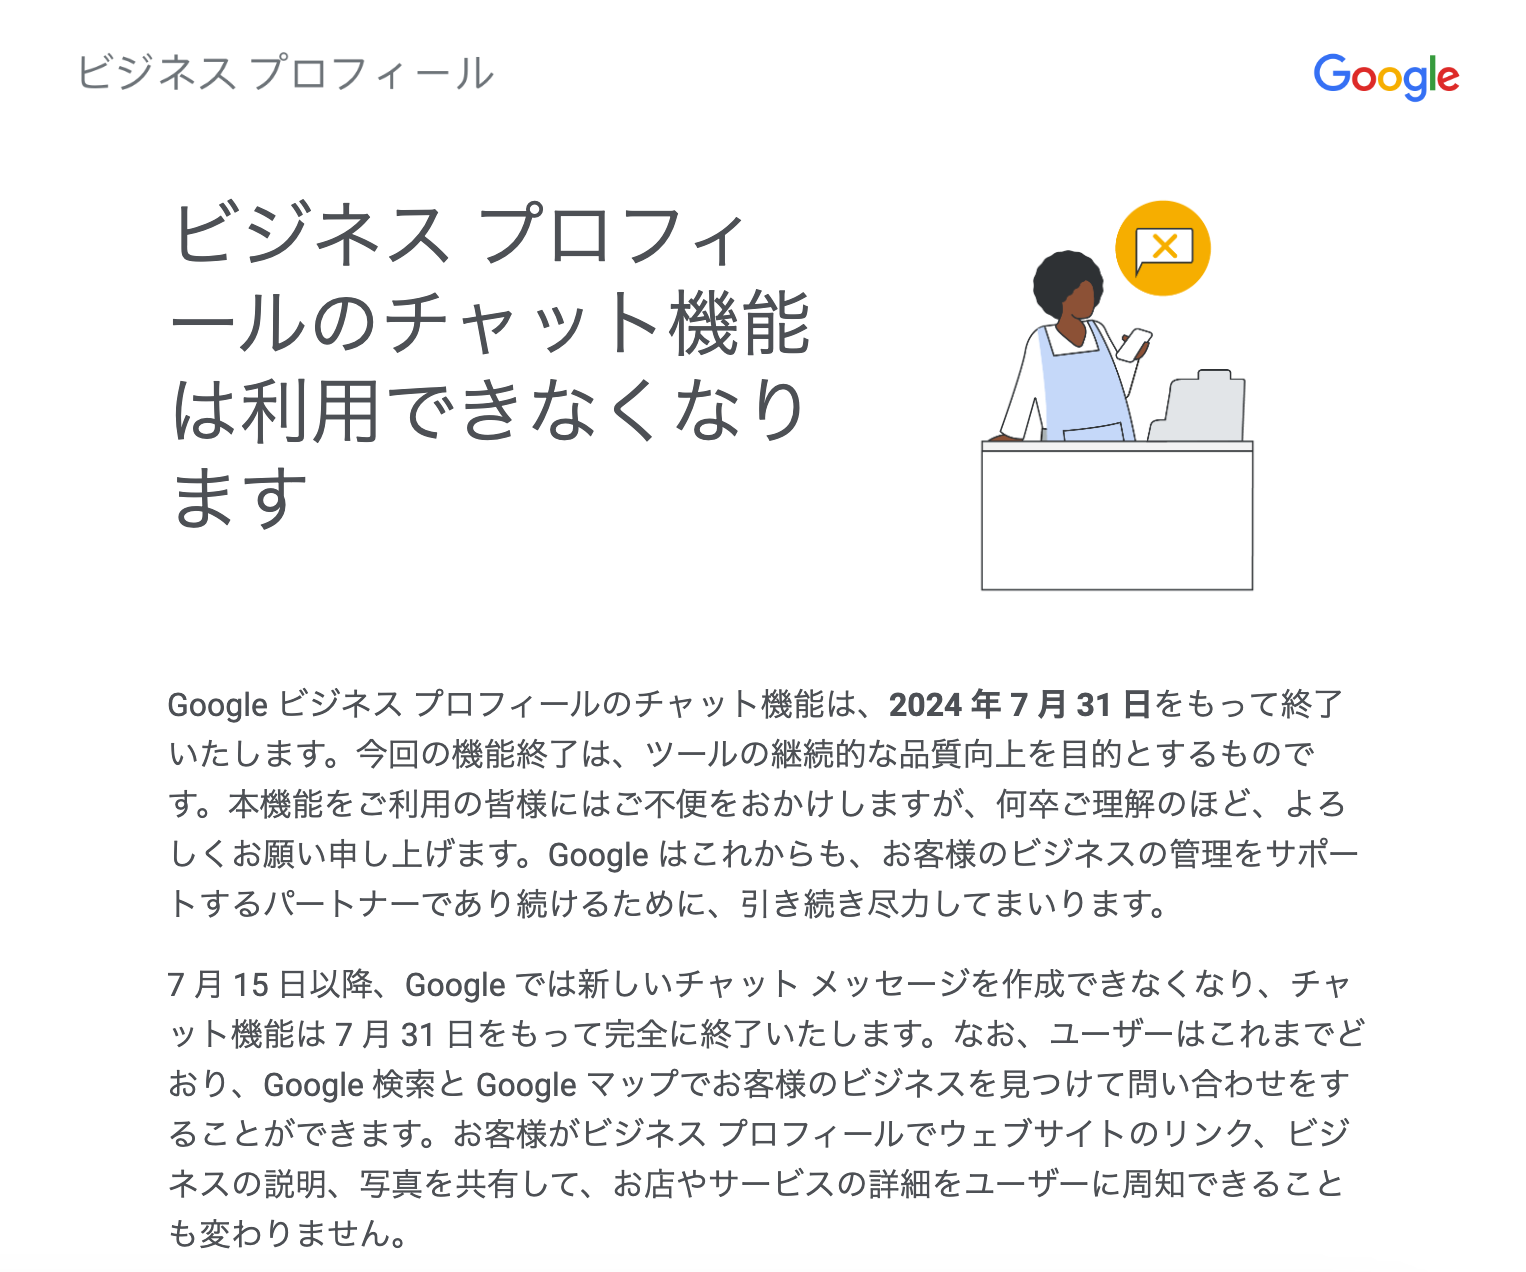 ビジネス プロフィール
Google
ビジネス プロフィ
ールのチャット機能
は利用できなくなり
ます
Google ビジネス プロフィールのチャット機能は、2024 年 7 月 31 日をもって終了
いたします。今回の機能終了は、ツールの継続的な品質向上を目的とするもので
す。本機能をご利用の皆様にはご不便をおかけしますが、何卒ご理解のほど、よろ
しくお願い申し上げます。Google はこれからも、お客様のビジネスの管理をサポー
トするパートナーであり続けるために、引き続き尽力してまいります。
7 月 15 日以降、Google では新しいチャット メッセージを作成できなくなり、チャ
ット機能は 7 月 31 日をもって完全に終了いたします。なお、ユーザーはこれまでど
おり、Google 検索と Google マップでお客様のビジネスを見つけて問い合わせをす
ることができます。お客様がビジネス プロフィールでウェブサイトのリンク、ビジ
ネスの説明、写真を共有して、お店やサービスの詳細をユーザーに周知できること
も変わりません。